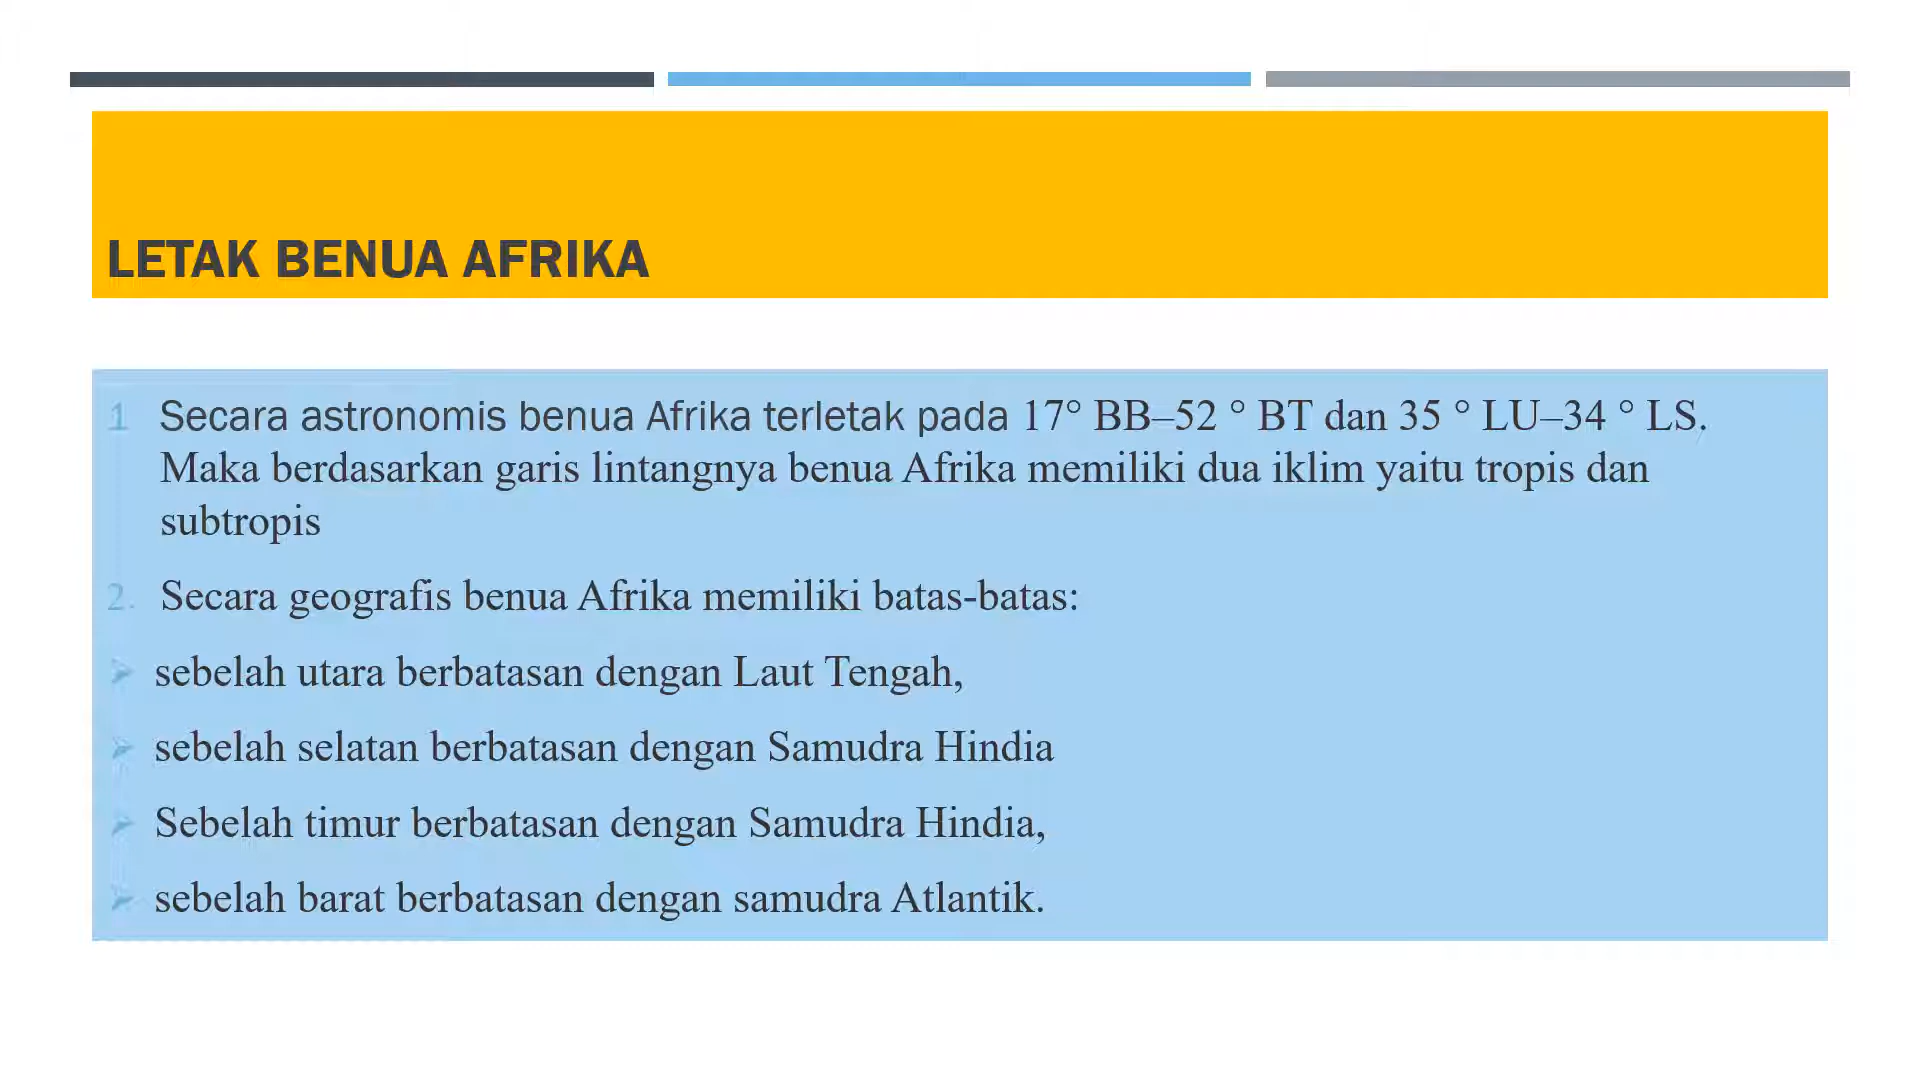 LETAK BENUA AFRIKA
1 Secara astronomis benua Afrika terletak pada 17° BB–52 ° BT dan 35 ° LU–34 ° LS.
Maka berdasarkan garis lintangnya benua Afrika memiliki dua iklim yaitu tropis dan
subtropis
2. Secara geografis benua Afrika memiliki batas-batas:
➢ sebelah utara berbatasan dengan Laut Tengah,
➢ sebelah selatan berbatasan dengan Samudra Hindia
➢ Sebelah timur berbatasan dengan Samudra Hindia,
➢ sebelah barat berbatasan dengan samudra Atlantik.